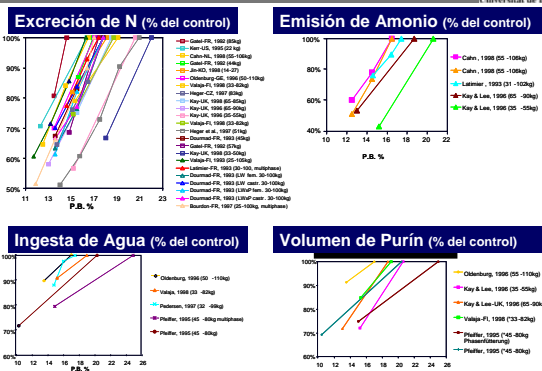 Excreción de N (% del control)
100%
90%
80%
70%
60%
50%
11 13 15 17 19 21 23
P.B. %
Gatel-FR, 1992 (85kg)
Kerr-US, 1995 (22 kg)
Cahn-NL, 1998 (55-106kg)
Gatel-FR, 1992 (44kg)
Jin-KO, 1998 (14-27)
Oldenburg-GE, 1996 (50-110kg)
Valaja-FI, 1998 (33-82kg)
Heger-CZ, 1997 (80kg)
Kay-UK, 1998 (65-85kg)
Kay-UK, 1996 (65-90kg)
Kay-UK, 1996 (35-55kg)
Valaja-FI, 1998 (33-82kg)
Heger et al., 1997 (51kg)
Dourmad-FR, 1993 (45kg)
Gatel-FR, 1992 (57kg)
Kay-UK, 1998 (33-50kg)
Valaja-FI, 1993 (25-105kg)
Latimier-FR, 1993 (30-100, multiphase)
Dourmad-FR, 1993 (LW fem. 30-100kg)
Dourmad-FR, 1993 (LW castr. 30-100kg)
Dourmad-FR, 1993 (LWxP fem. 30-100kg)
Dourmad-FR, 1993 (LWxP castr. 30-100kg)
Bourdon-FR, 1997 (25-100kg, multiphase)
Emisión de Amonio (% del control)
100%
80%
60%
40%
10 12 14 16 18 20 22
P.B. %
Cahn, 1998 (55 -106kg)
Cahn, 1998 (55 -106kg)
Latimier, 1993 (31 -102kg)
Kay & Lee, 1996 (65 -90kg)
Kay & Lee, 1996 (35 -55kg)
Ingesta de Agua (% del control)
100%
90%
80%
70%
60%
10 12 14 16 18 20 22 24 26
P.B. %
Oldenburg, 1996 (50 -110kg)
Valaja, 1998 (33 -82kg)
Pedersen, 1997 (32 -99kg)
Pfeiffer, 1995 (45 -80kg multiphase)
Pfeiffer, 1995 (45 -80kg)
Volumen de Purín (% del control)
100%
90%
80%
70%
60%
10 13 15 18 20 23 25
Oldenburg, 1996 (55 -110kg)
Kay & Lee, 1996 (35 -55kg)
Kay & Lee-UK, 1996 (65-90k
Valaja-FI, 1998 (*33-82kg)
Pfeiffer, 1995 (*45 -80kg
Phasenfütterung)
Pfeiffer, 1995 (*45 -80kg)